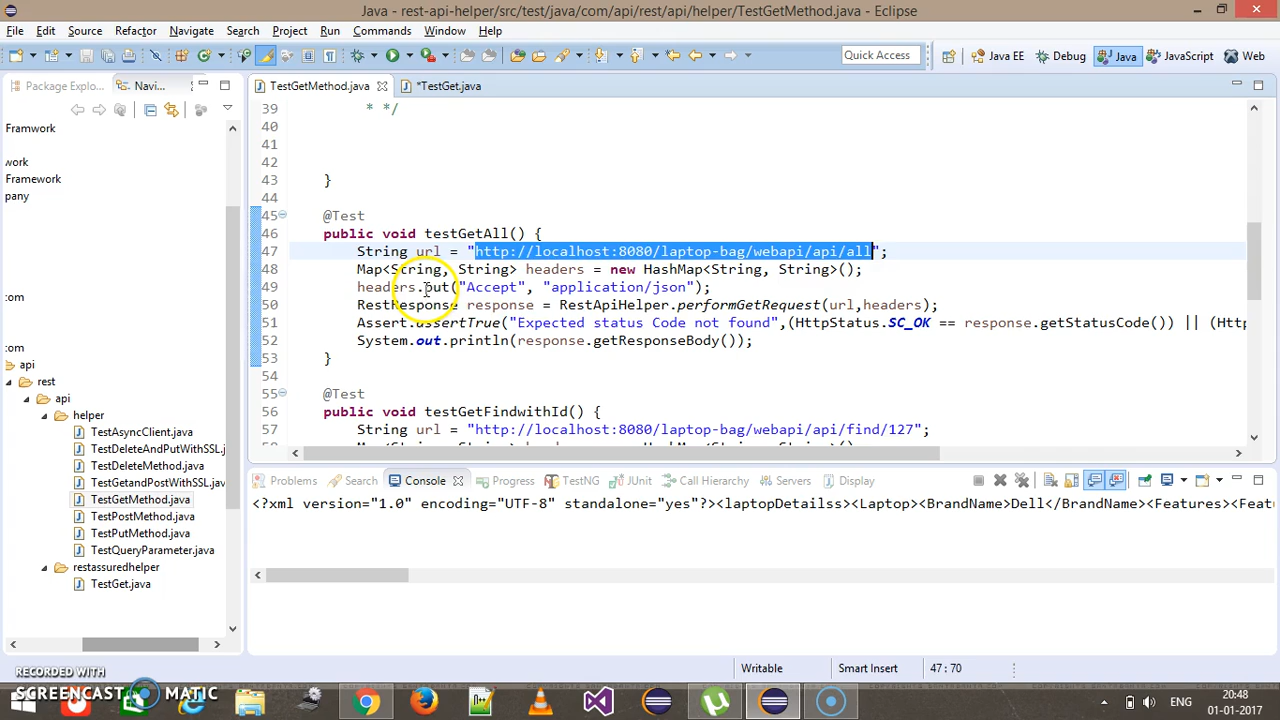 Java - rest-api-helper/src/test/java/com/api/rest/api/helper/TestGetMethod.java - Eclipse
File Edit Source Refactor Navigate Search Project Run Commands Window Help
Quick Access
Java EE
Debug
Java
JavaScript
Web
Package Explo...
Navi...
TestGetMethod.java
*TestGet.java
Framwork
work
Framework
pany
om
com
api
rest
api
helper
TestAsyncClient.java
TestDeleteAndPutWithSSL.java
TestDeleteMethod.java
TestGetandPostWithSSL.java
TestGetMethod.java
TestPostMethod.java
TestPutMethod.java
TestQueryParameter.java
restassuredhelper
TestGet.java
39 * */
40
41
42
43 }
44
45 @Test
46 public void testGetAll() {
47 String url = "http://localhost:8080/laptop-bag/webapi/api/all";
48 Map<String, String> headers = new HashMap<String, String>();
49 headers.put("Accept", "application/json");
50 RestResponse response = RestApiHelper.performGetRequest(url,headers);
51 Assert.assertTrue("Expected status Code not found",(HttpStatus.SC_OK == response.getStatusCode()) || (Http
52 System.out.println(response.getResponseBody());
53 }
54
55 @Test
56 public void testGetFindwithId() {
57 String url = "http://localhost:8080/laptop-bag/webapi/api/find/127";
Problems
Search
Console
Progress
TestNG
JUnit
Call Hierarchy
Servers
Display
<?xml version="1.0" encoding="UTF-8" standalone="yes"?><laptopDetailss><Laptop><BrandName>Dell</BrandName><Features><Featu
Writable
Smart Insert
47 : 70
RECORDED WITH
SCREENCAST MATIC
ENG
20:48
01-01-2017